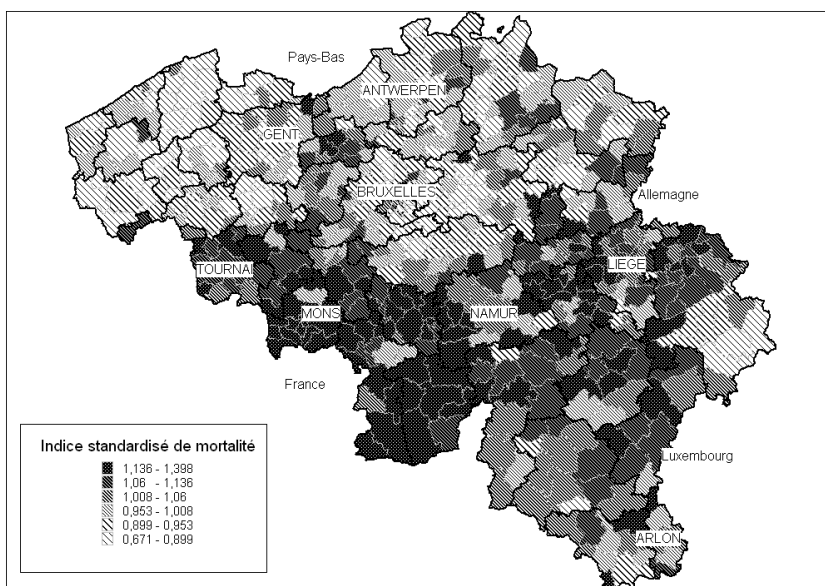 Pays-Bas
ANTWERPEN
GENT
BRUXELLES
Allemagne
TOURNAI
LIEGE
MONS
NAMUR
France
Luxembourg
ARLON
Indice standardisé de mortalité
1,136 - 1,398
1,06 - 1,136
1,008 - 1,06
0,953 - 1,008
0,899 - 0,953
0,671 - 0,899